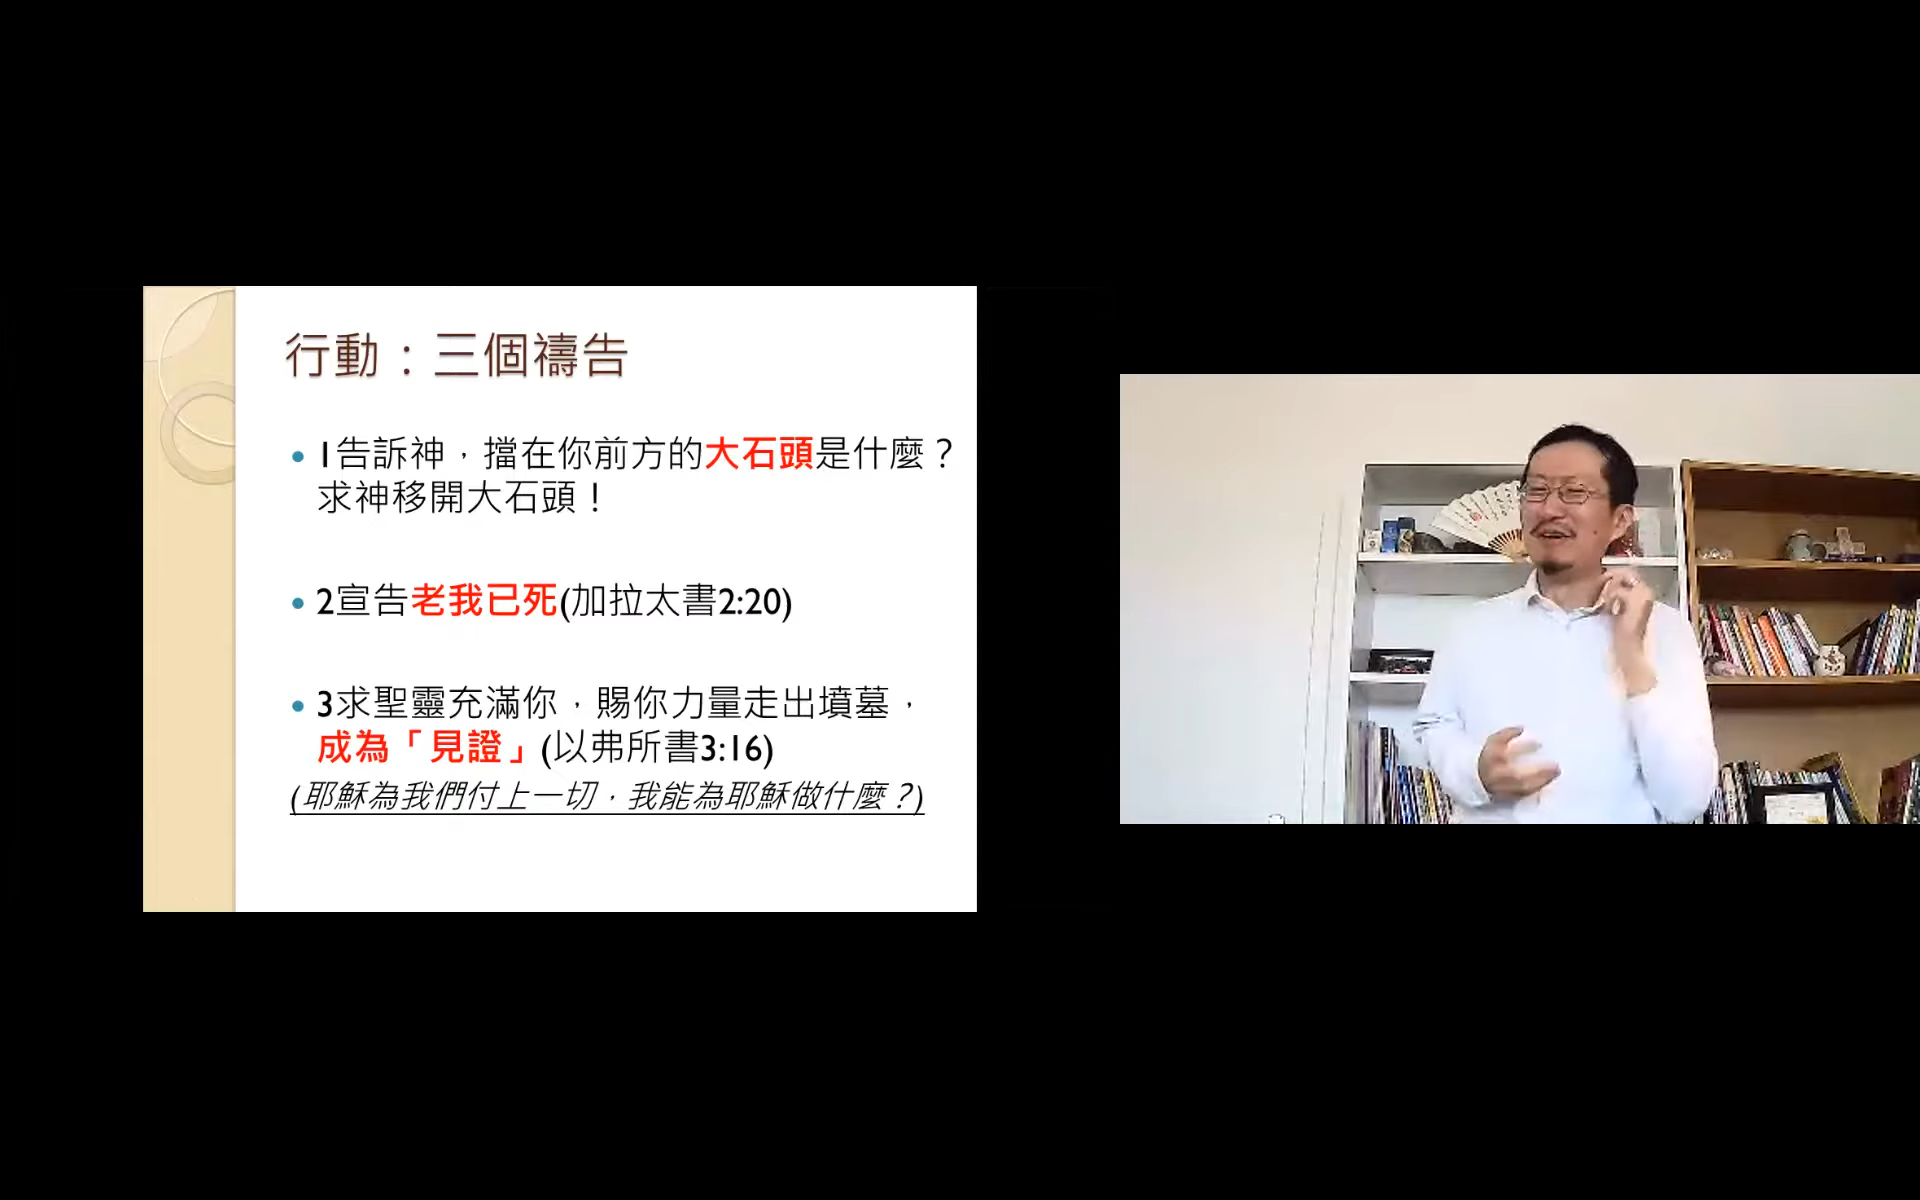 行動：三個禱告
1告訴神，擋在你前方的大石頭是什麼？
求神移開大石頭！
2宣告老我已死(加拉太書2:20)
3求聖靈充滿你，賜你力量走出墳墓，
成為「見證」(以弗所書3:16)
(耶穌為我們付上一切，我能為耶穌做什麼？)